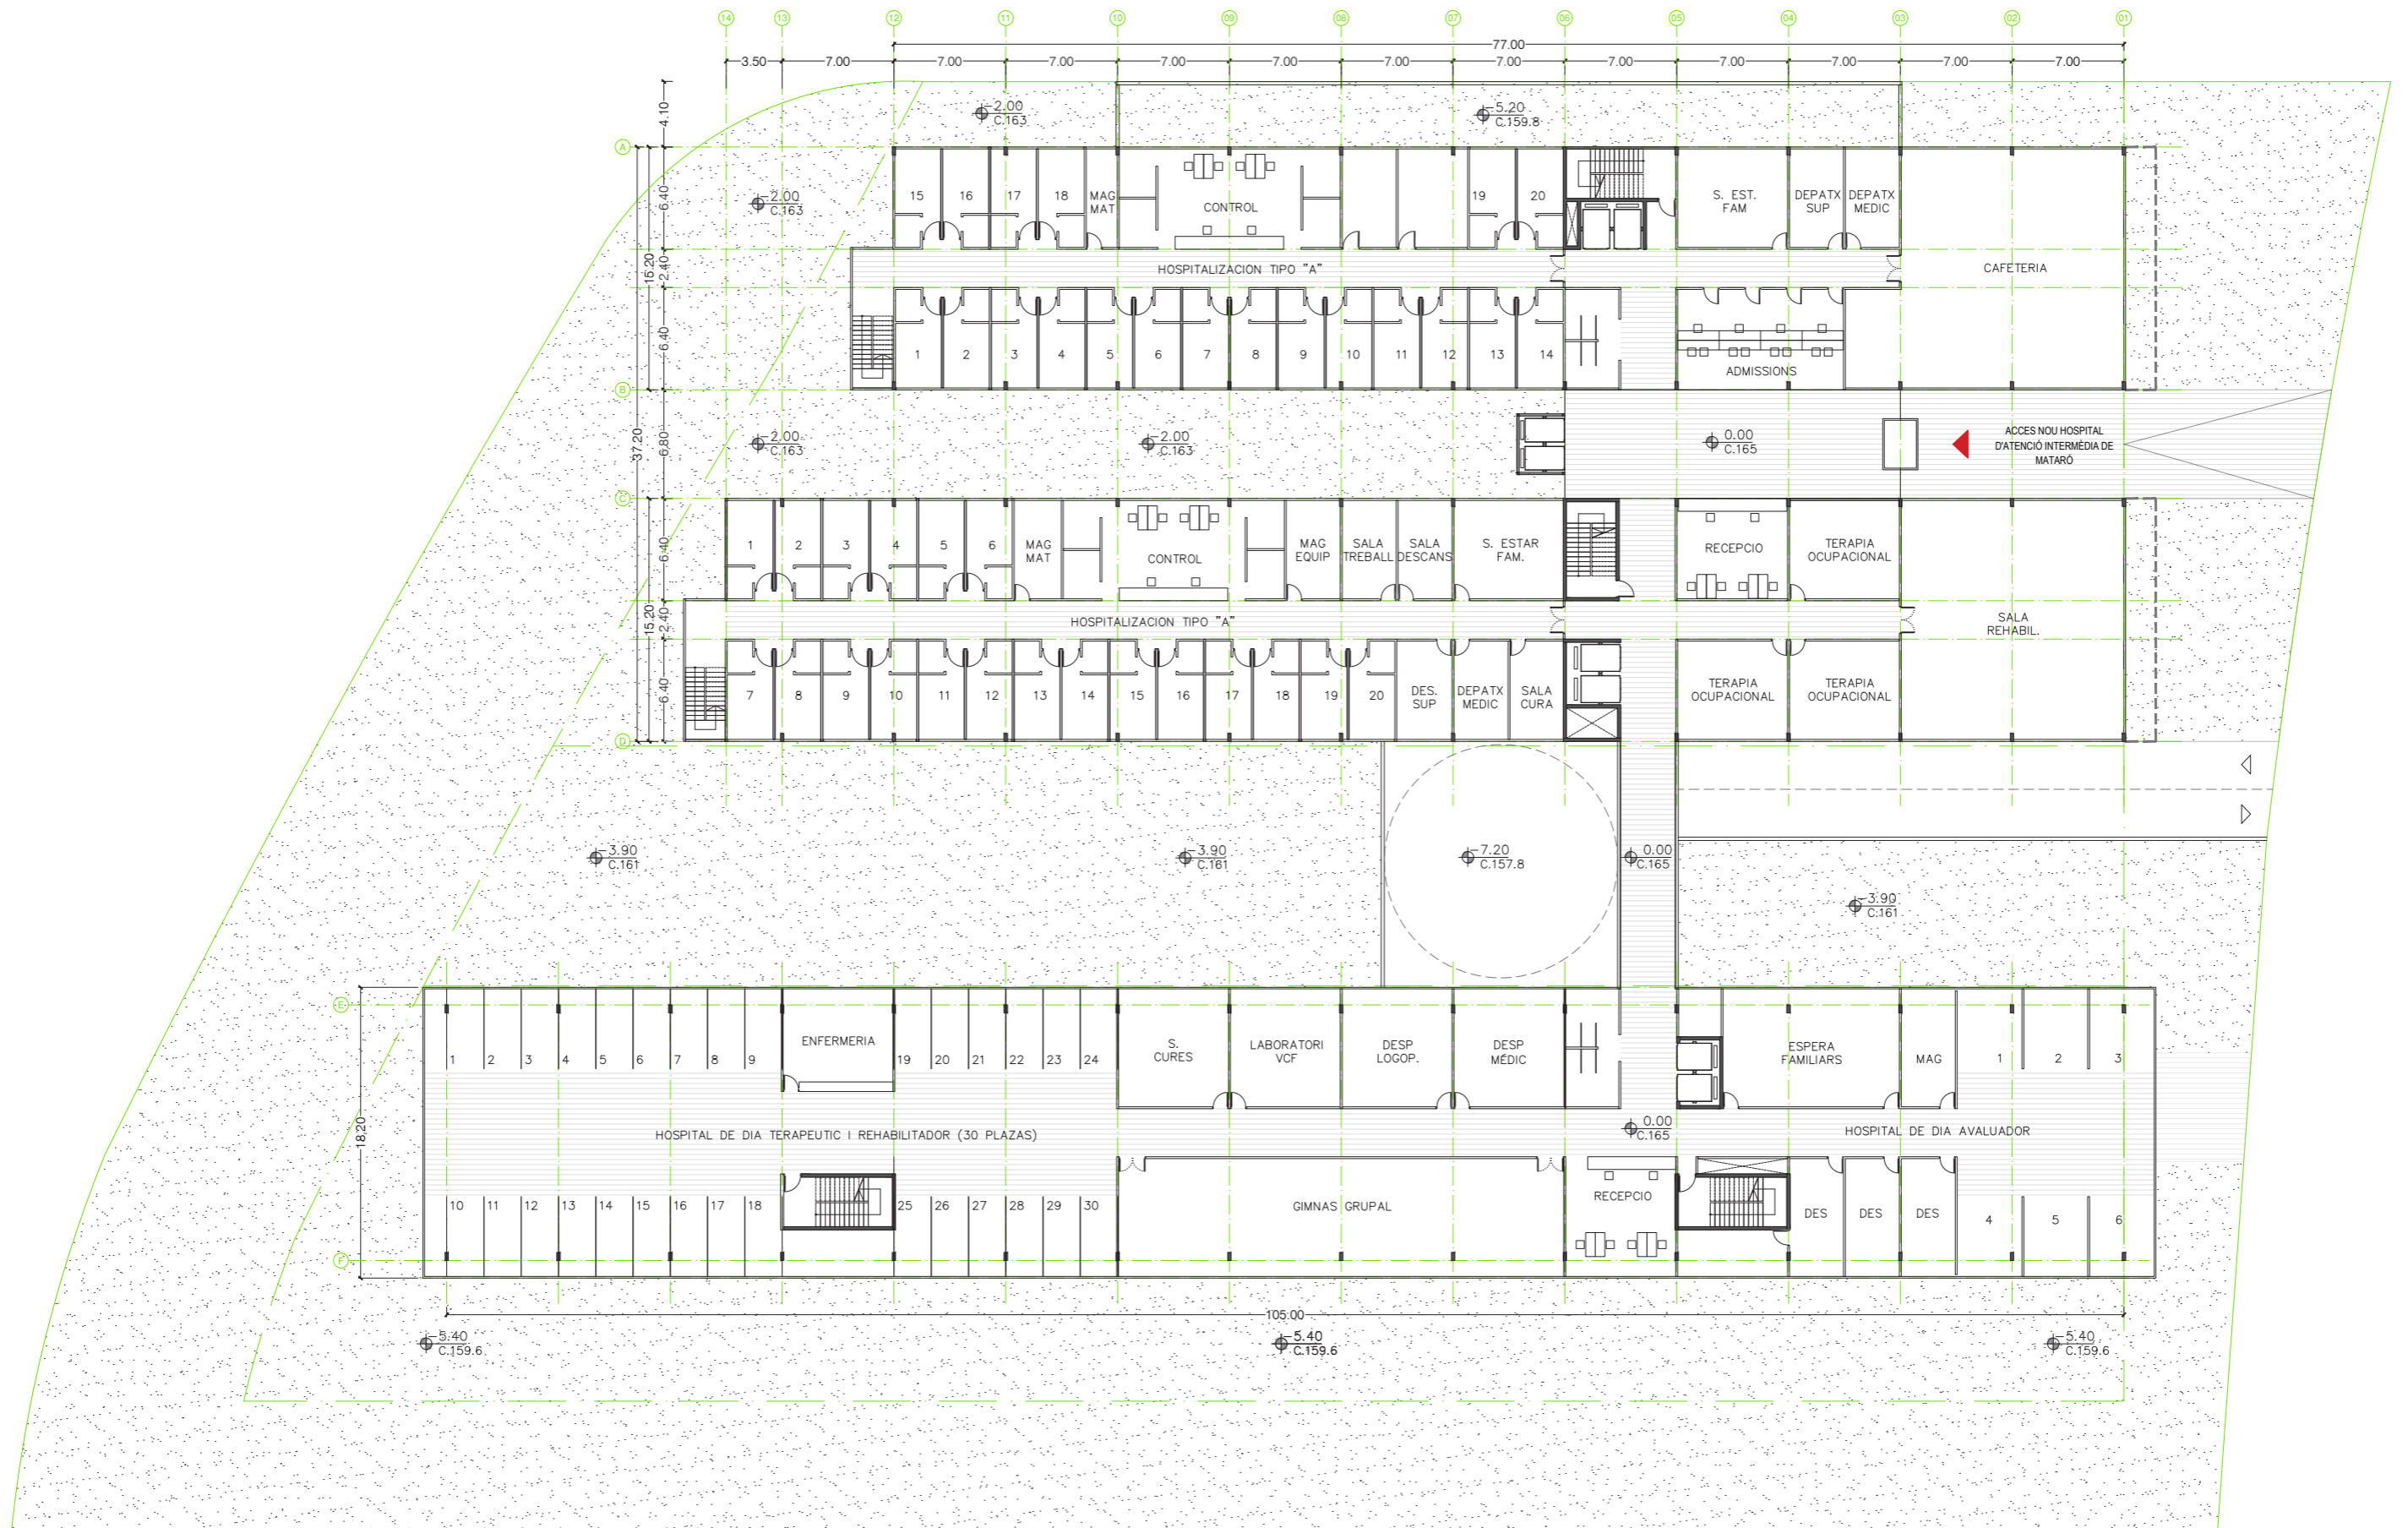 14 13 12 11 10 09 08 07 06 05 04 03 02 01
77.00
3.50 7.00 7.00 7.00 7.00 7.00 7.00 7.00 7.00 7.00 7.00 7.00 7.00
4.10
-2.00
C.163
-5.20
C.159.8
A
-2.00
C.163
6.40
15 16 17 18
MAG
MAT
CONTROL
19 20
S. EST.
FAM
DEPATX
SUP
DEPATX
MEDIC
15.20
2.40
HOSPITALIZACION TIPO "A"
CAFETERIA
6.40
1 2 3 4 5 6 7 8 9 10 11 12 13 14
ADMISSIONS
B
37.20
6.80
-2.00
C.163
-2.00
C.163
0.00
C.165
ACCES NOU HOSPITAL
D'ATENCIÓ INTERMÈDIA DE
MATARÓ
C
6.40
1 2 3 4 5 6
MAG
MAT
CONTROL
MAG
EQUIP
SALA
TREBALL
SALA
DESCANS
S. ESTAR
FAM.
RECEPCIO
TERAPIA
OCUPACIONAL
15.20
2.40
HOSPITALIZACION TIPO "A"
SALA
REHABIL.
6.40
7 8 9 10 11 12 13 14 15 16 17 18 19 20
DES.
SUP
DEPATX
MEDIC
SALA
CURA
TERAPIA
OCUPACIONAL
TERAPIA
OCUPACIONAL
D
-3.90
C.161
-3.90
C.161
-7.20
C.157.8
0.00
C.165
-3.90
C.161
E
18.20
1 2 3 4 5 6 7 8 9
ENFERMERIA
19 20 21 22 23 24
S.
CURES
LABORATORI
VCF
DESP
LOGOP.
DESP
MÉDIC
ESPERA
FAMILIARS
MAG
1 2 3
HOSPITAL DE DIA TERAPEUTIC I REHABILITADOR (30 PLAZAS)
0.00
C.165
HOSPITAL DE DIA AVALUADOR
10 11 12 13 14 15 16 17 18
25 26 27 28 29 30
GIMNAS GRUPAL
RECEPCIO
DES DES DES
4 5 6
F
105.00
-5.40
C.159.6
-5.40
C.159.6
-5.40
C.159.6